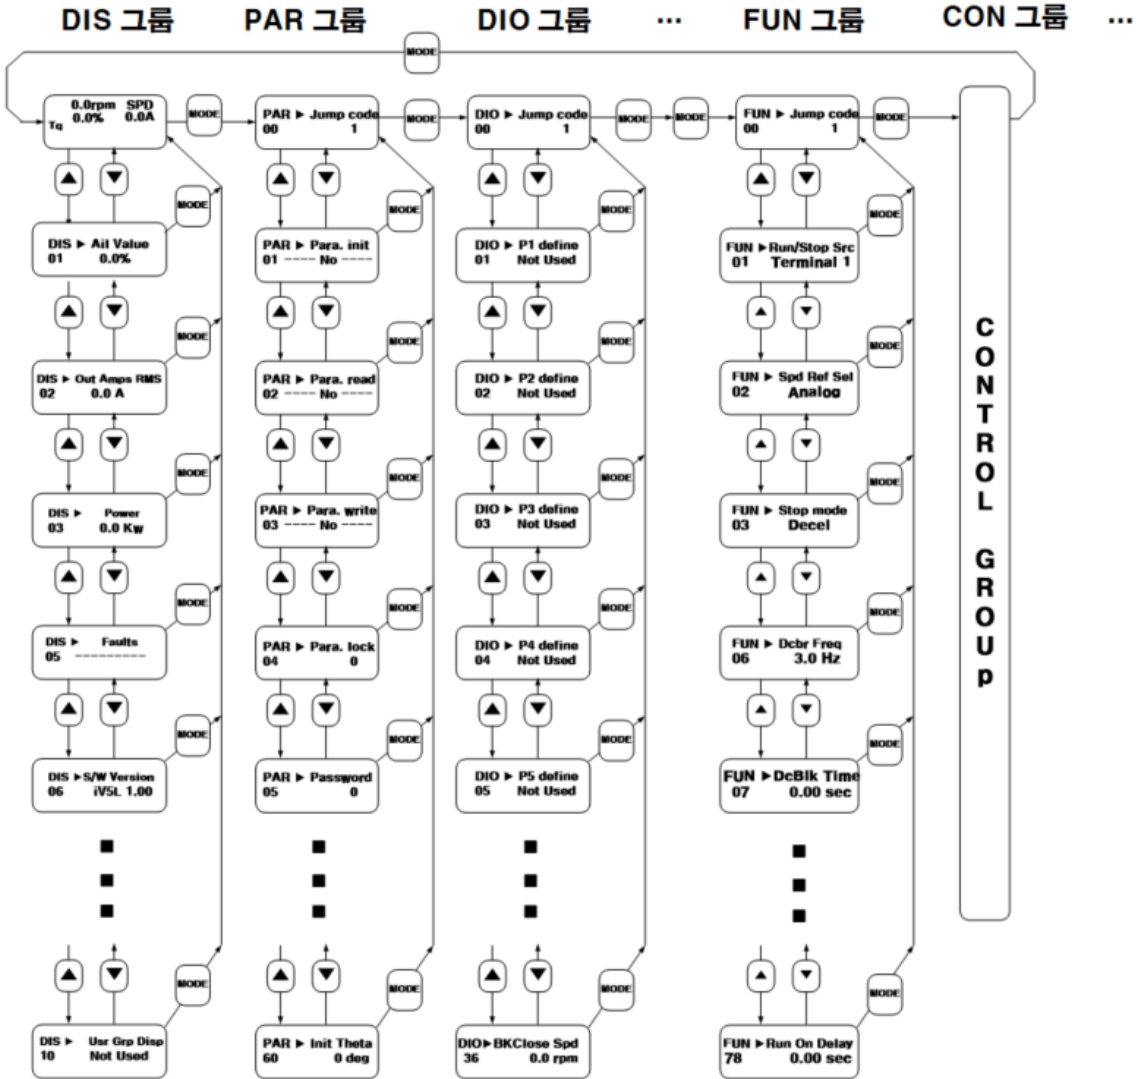 DIS 그룹
PAR 그룹
DIO 그룹
...
FUN 그룹
CON 그룹
...
MODE
0.0rpm SPD
Tq 0.0% 0.0A
MODE
PAR ▶ Jump code
00 1
MODE
DIO ▶ Jump code
00 1
MODE
MODE
FUN ▶ Jump code
00 1
MODE
▲ ▼
MODE
▲ ▼
MODE
▲ ▼
MODE
▲ ▼
MODE
DIS ▶ Ail Value
01 0.0%
PAR ▶ Para. init
01 ---- No ----
DIO ▶ P1 define
01 Not Used
FUN ▶Run/Stop Src
01 Terminal 1
▲ ▼
MODE
▲ ▼
MODE
▲ ▼
MODE
▲ ▼
MODE
DIS ▶ Out Amps RMS
02 0.0 A
PAR ▶ Para. read
02 ---- No ----
DIO ▶ P2 define
02 Not Used
FUN ▶ Spd Ref Sel
02 Analog
▲ ▼
MODE
▲ ▼
MODE
▲ ▼
MODE
▲ ▼
MODE
DIS ▶ Power
03 0.0 Kw
PAR ▶ Para. write
03 ---- No ----
DIO ▶ P3 define
03 Not Used
FUN ▶ Stop mode
03 Decel
▲ ▼
MODE
▲ ▼
MODE
▲ ▼
MODE
▲ ▼
MODE
DIS ▶ Faults
05 ---------
PAR ▶ Para. lock
04 0
DIO ▶ P4 define
04 Not Used
FUN ▶ Dcbr Freq
06 3.0 Hz
▲ ▼
MODE
▲ ▼
MODE
▲ ▼
MODE
▲ ▼
MODE
DIS ▶S/W Version
06 iV5L 1.00
PAR ▶ Password
05 0
DIO ▶ P5 define
05 Not Used
FUN ▶DcBlk Time
07 0.00 sec
▲ ▼
MODE
▲ ▼
MODE
▲ ▼
MODE
▲ ▼
MODE
DIS ▶ Usr Grp Disp
10 Not Used
PAR ▶ Init Theta
60 0 deg
DIO▶BKClose Spd
36 0.0 rpm
FUN ▶Run On Delay
78 0.00 sec
CONTROL GROUp